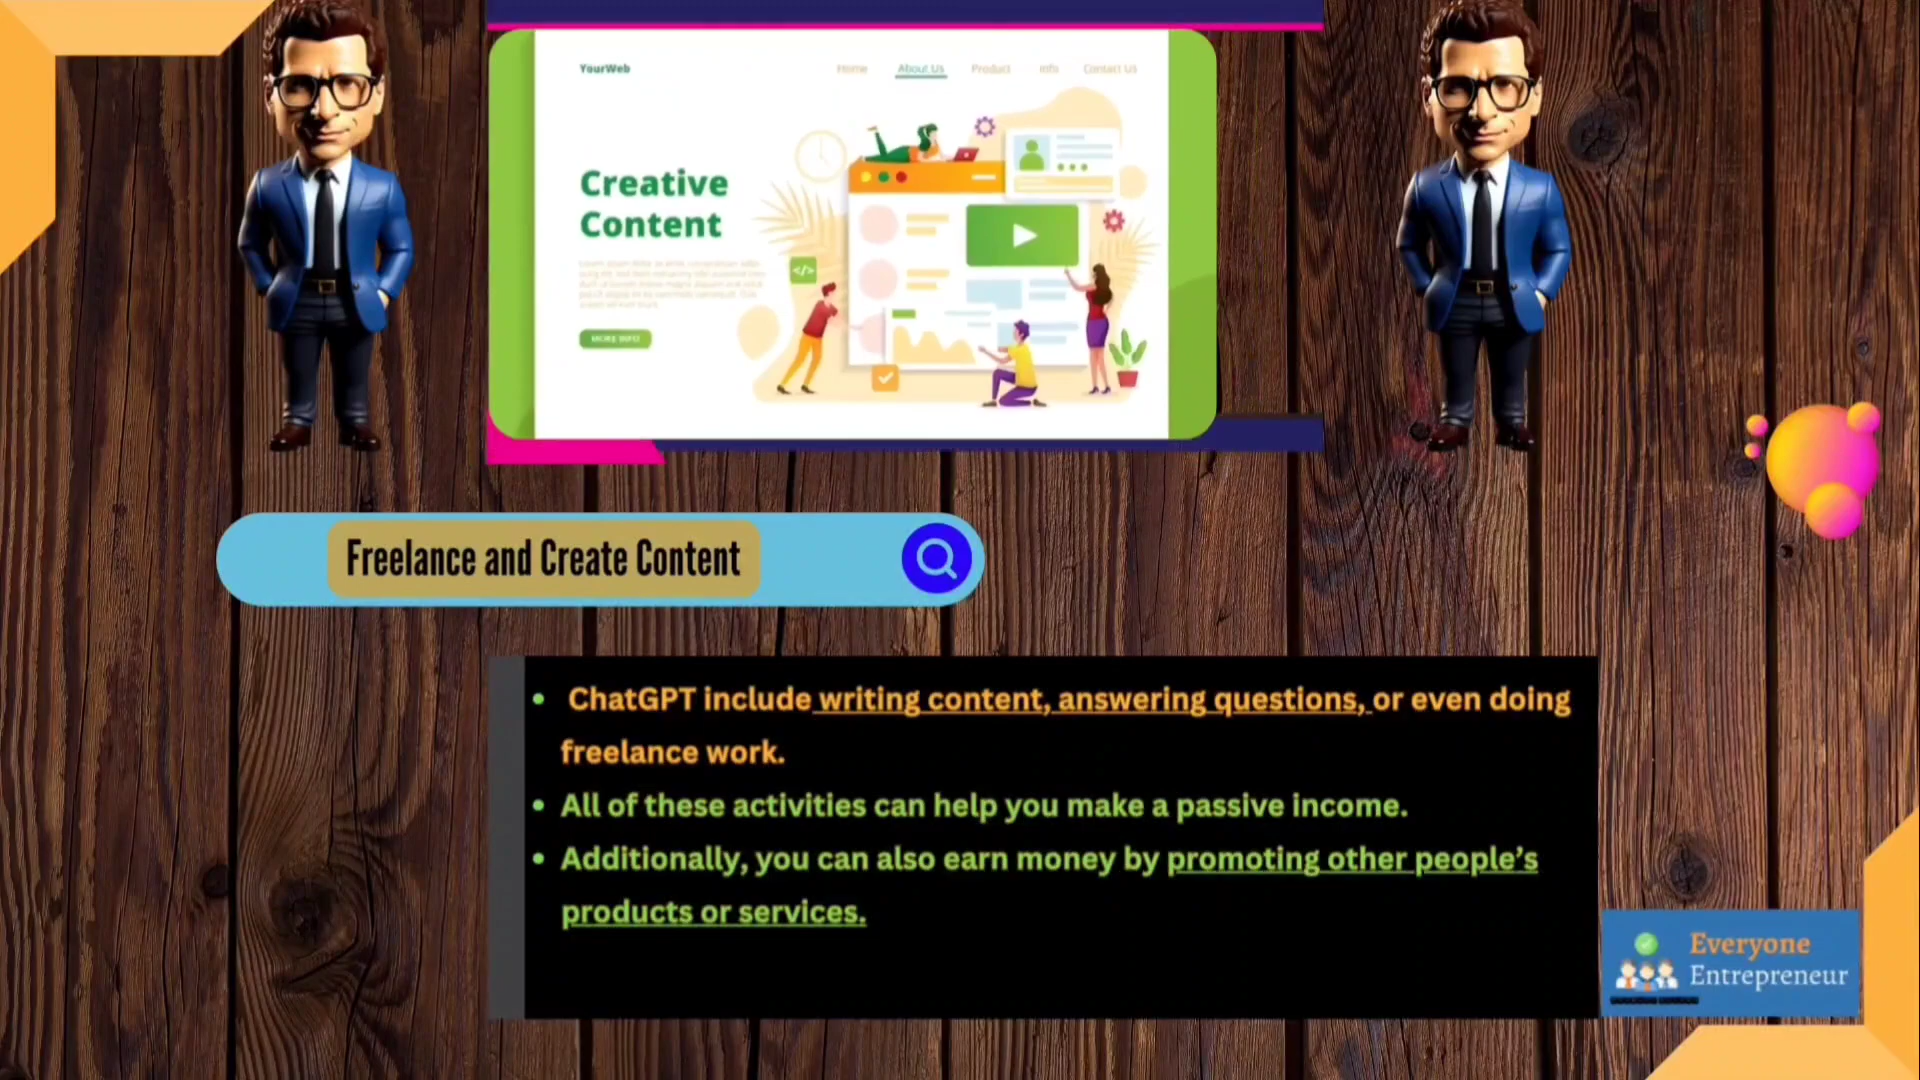 YourWeb
Home About Us Product Info Contact Us
Creative
Content
MORE INFO
Freelance and Create Content
ChatGPT include writing content, answering questions, or even doing
freelance work.
All of these activities can help you make a passive income.
Additionally, you can also earn money by promoting other people’s
products or services.
Everyone
Entrepreneur